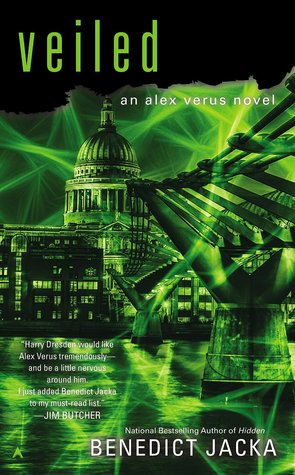 veiled
an alex verus novel
"Harry Dresden would like
Alex Verus tremendously—
and be a little nervous
around him.
I just added Benedict Jacka
to my must-read list."
JIM BUTCHER
National Bestselling Author of Hidden
BENEDICT JACKA